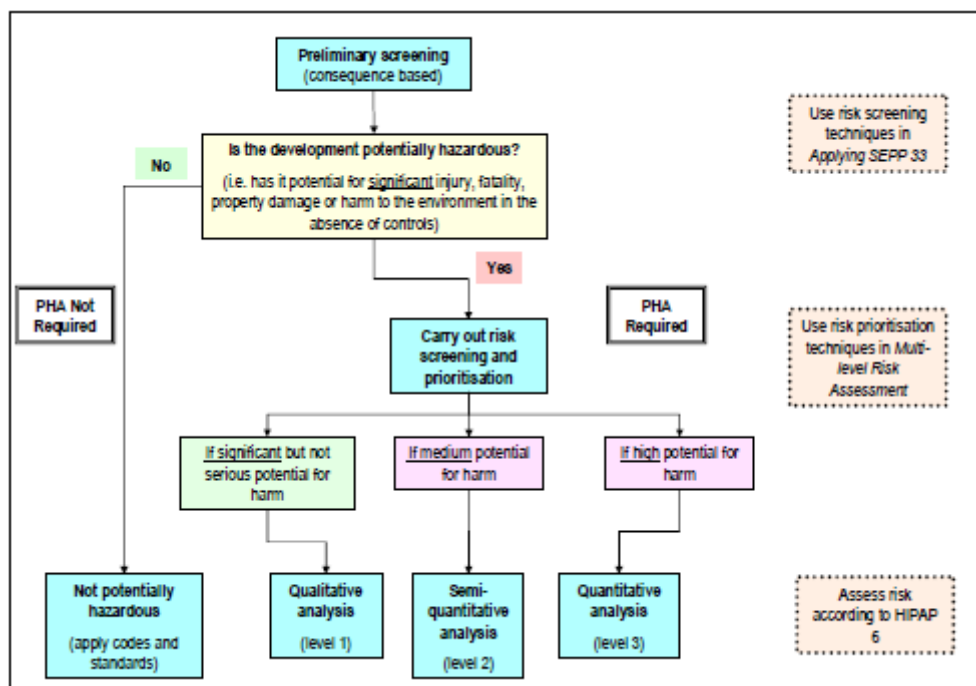 Preliminary screening
(consequence based)
Use risk screening
techniques in
Applying SEPP 33
No
Is the development potentially hazardous?
(i.e. has it potential for significant injury, fatality,
property damage or harm to the environment in the
absence of controls)
Yes
PHA Not
Required
PHA
Required
Carry out risk
screening and
prioritisation
Use risk prioritisation
techniques in Multi-
level Risk
Assessment
If significant but not
serious potential for
harm
If medium potential
for harm
If high potential for
harm
Not potentially
hazardous
(apply codes and
standards)
Qualitative
analysis
(level 1)
Semi-
quantitative
analysis
(level 2)
Quantitative
analysis
(level 3)
Assess risk
according to HIPAP
6